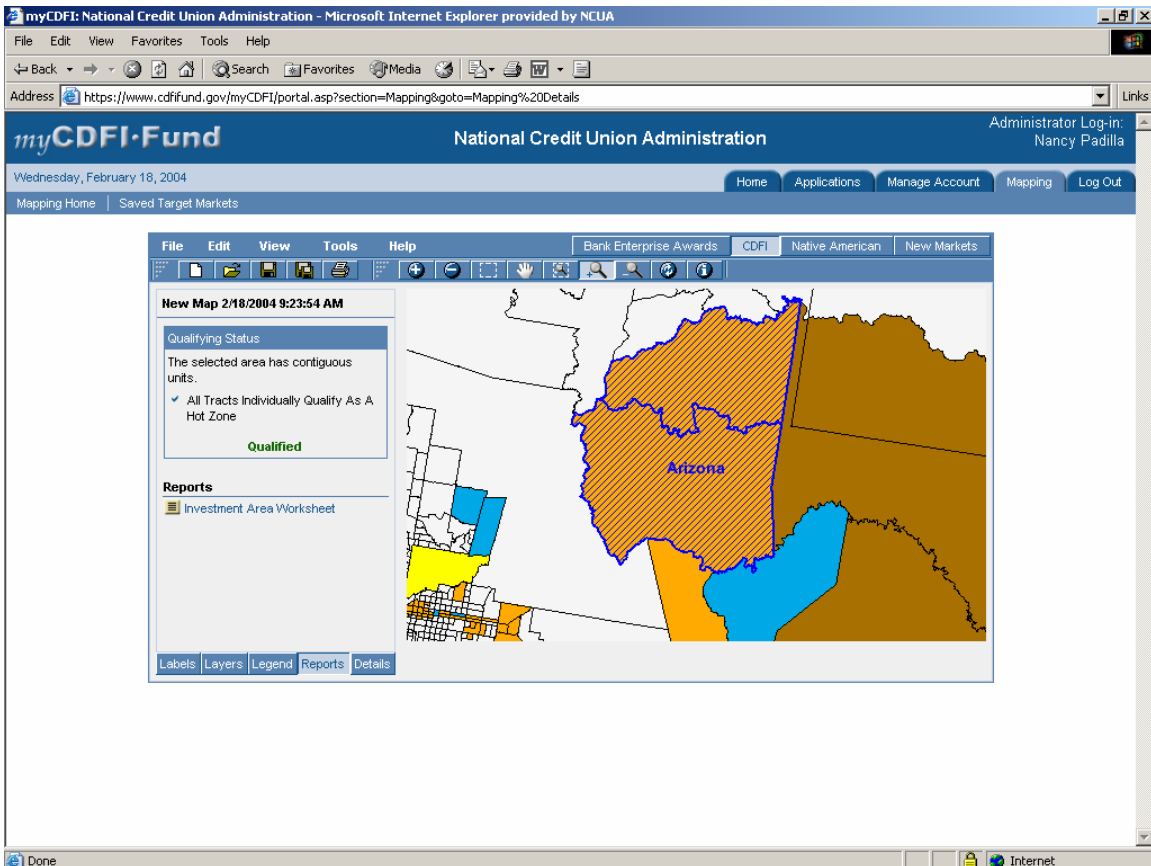 myCDFI: National Credit Union Administration - Microsoft Internet Explorer provided by NCUA
File Edit View Favorites Tools Help
Back Search Favorites Media
Address https://www.cdfifund.gov/myCDFI/portal.asp?section=Mapping&goto=Mapping%20Details Links
myCDFI·Fund
National Credit Union Administration
Administrator Log-in:
Nancy Padilla
Wednesday, February 18, 2004
Home Applications Manage Account Mapping Log Out
Mapping Home | Saved Target Markets
File Edit View Tools Help
Bank Enterprise Awards CDFI Native American New Markets
New Map 2/18/2004 9:23:54 AM
Qualifying Status
The selected area has contiguous
units.
All Tracts Individually Qualify As A
Hot Zone
Qualified
Reports
Investment Area Worksheet
Arizona
Labels Layers Legend Reports Details
Done Internet